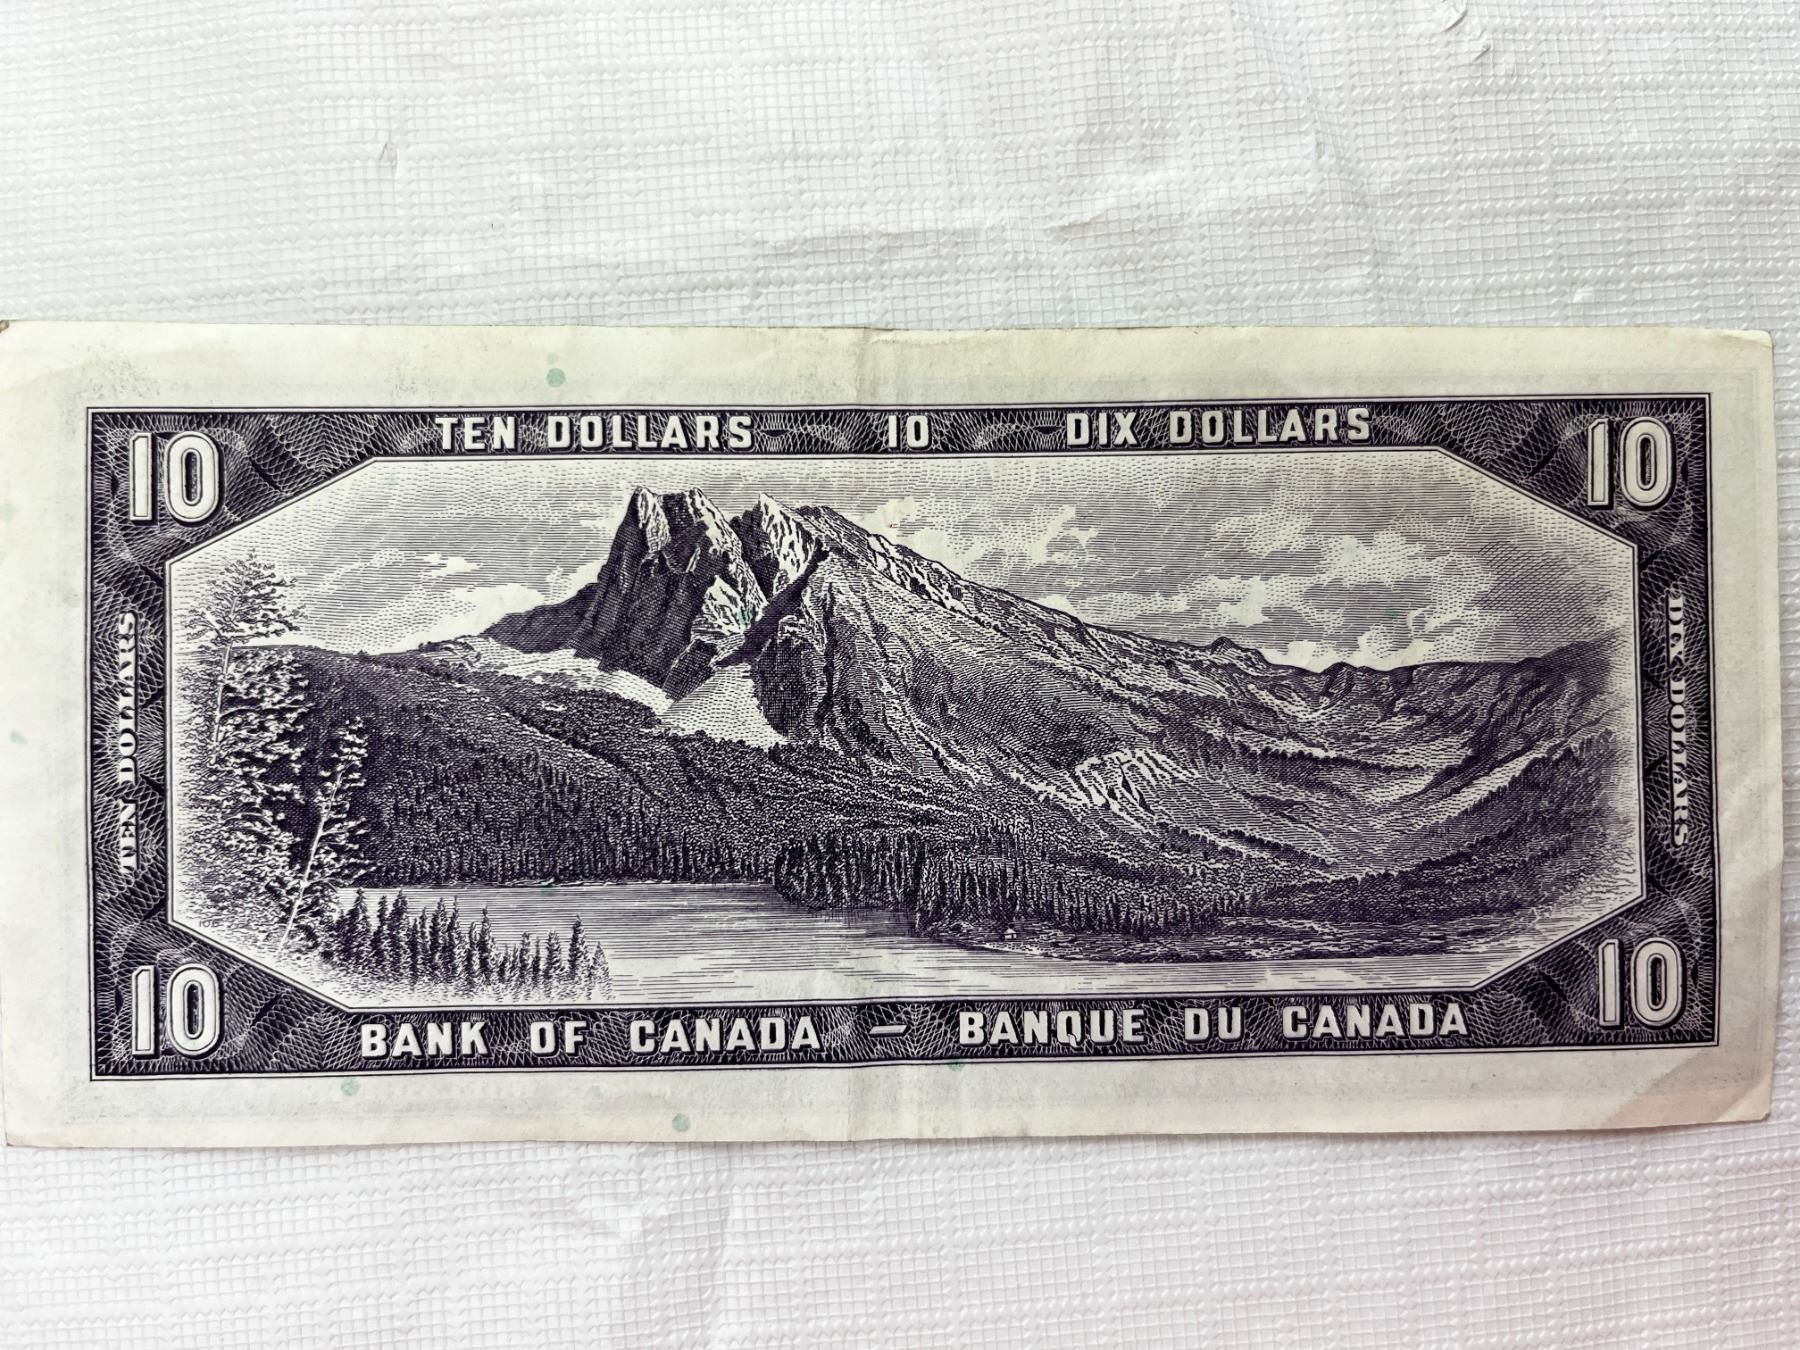 10 TEN DOLLARS 10 DIX DOLLARS 10
TEN DOLLARS
DIX DOLLARS
10 BANK OF CANADA – BANQUE DU CANADA 10